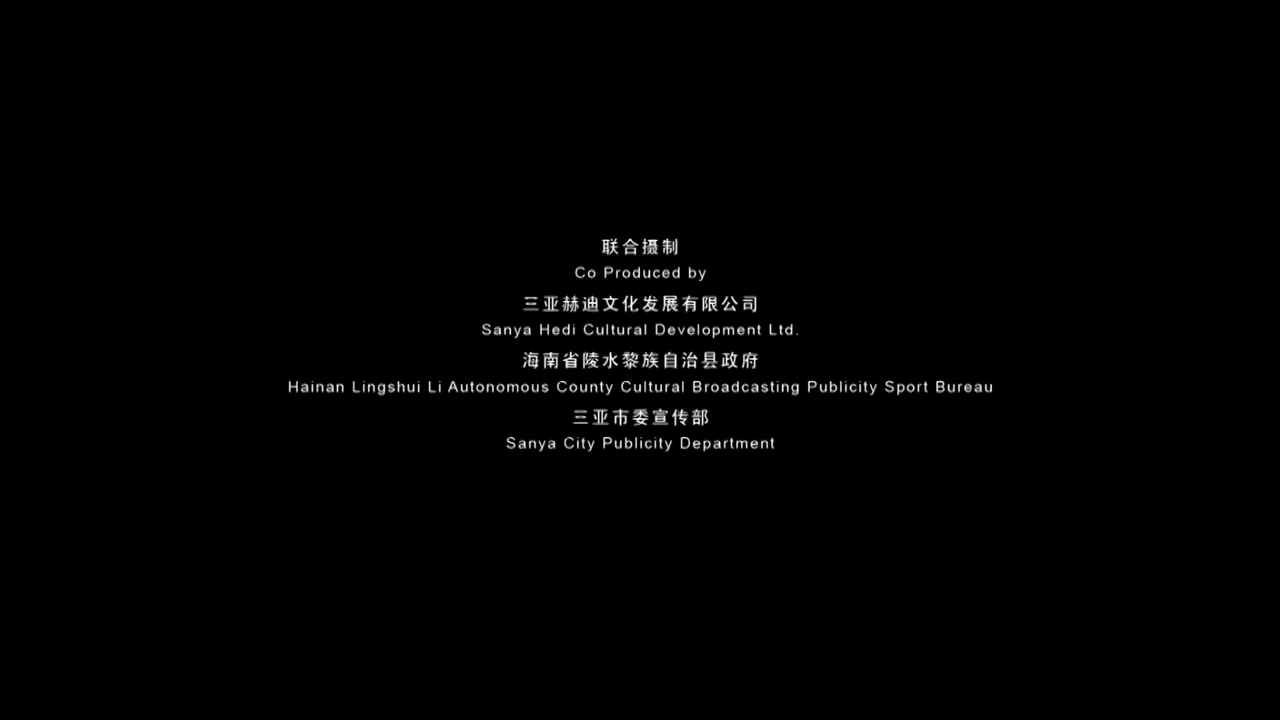 联合摄制
Co Produced by
三亚赫迪文化发展有限公司
Sanya Hedi Cultural Development Ltd.
海南省陵水黎族自治县政府
Hainan Lingshui Li Autonomous County Cultural Broadcasting Publicity Sport Bureau
三亚市委宣传部
Sanya City Publicity Department